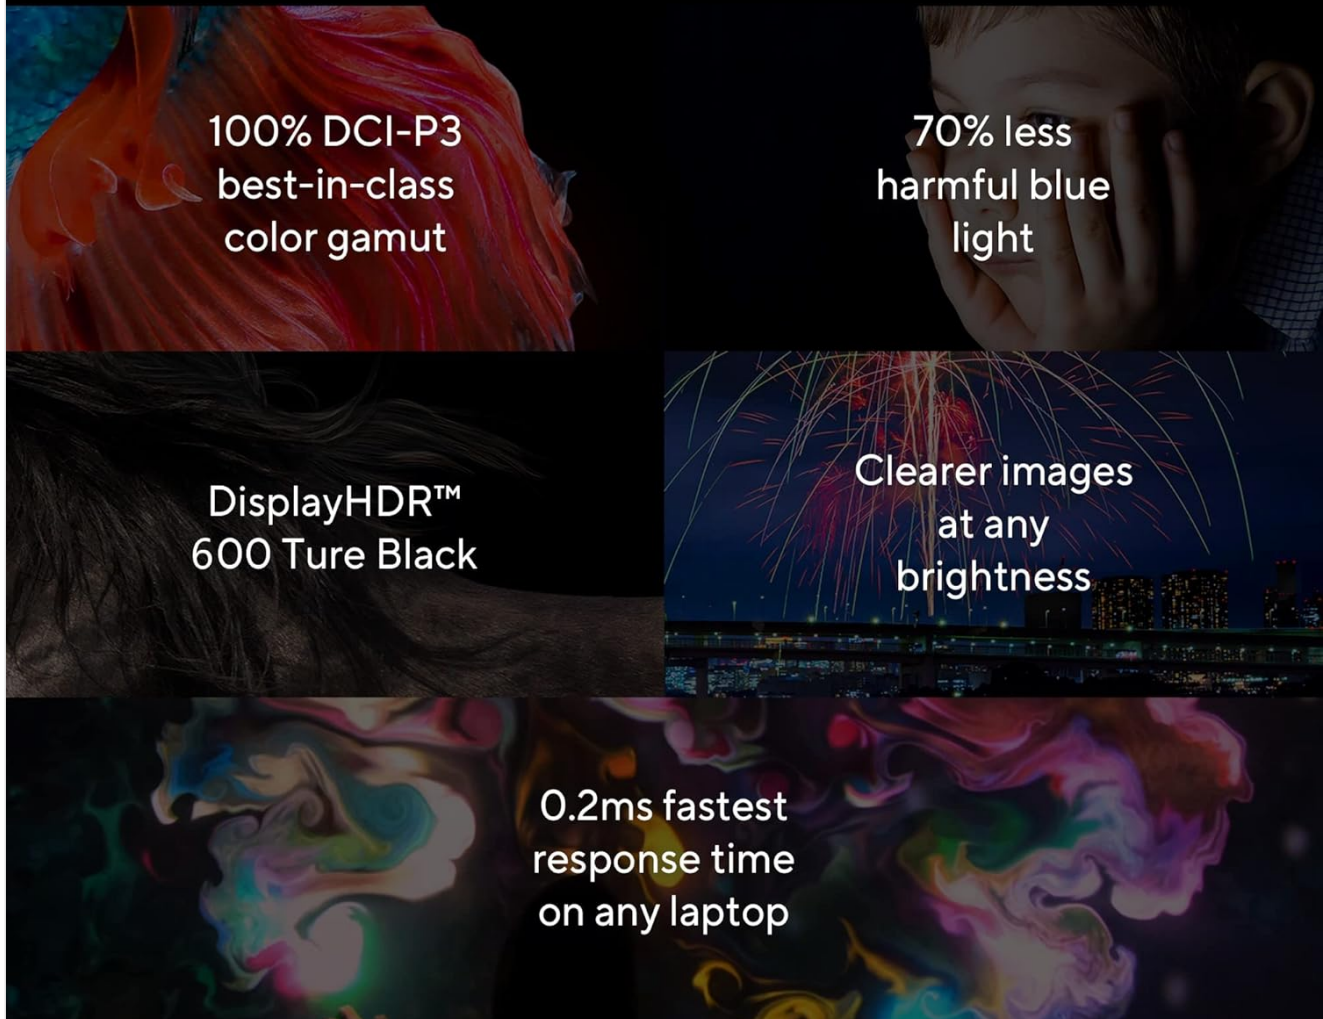 100% DCI-P3
best-in-class
color gamut
70% less
harmful blue
light
DisplayHDR™
600 Ture Black
Clearer images
at any
brightness
0.2ms fastest
response time
on any laptop